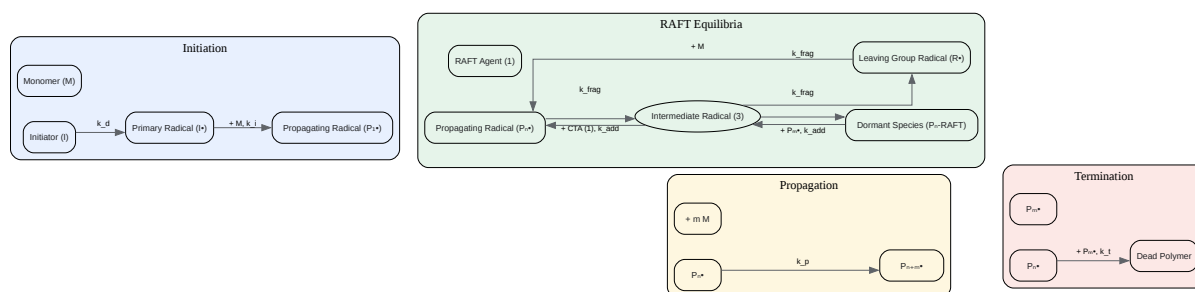 Initiation
Monomer (M)
Initiator (I)
k_d
Primary Radical (I•)
+ M, k_i
Propagating Radical (P₁•)
RAFT Equilibria
+ M
k_frag
RAFT Agent (1)
Leaving Group Radical (R•)
k_frag
k_frag
Propagating Radical (Pₙ•)
Intermediate Radical (3)
Dormant Species (Pₙ-RAFT)
+ CTA (1), k_add
+ Pₘ•, k_add
Propagation
+ m M
Pₙ•
k_p
Pₙ₊ₘ•
Termination
Pₘ•
Pₙ•
+ Pₘ•, k_t
Dead Polymer